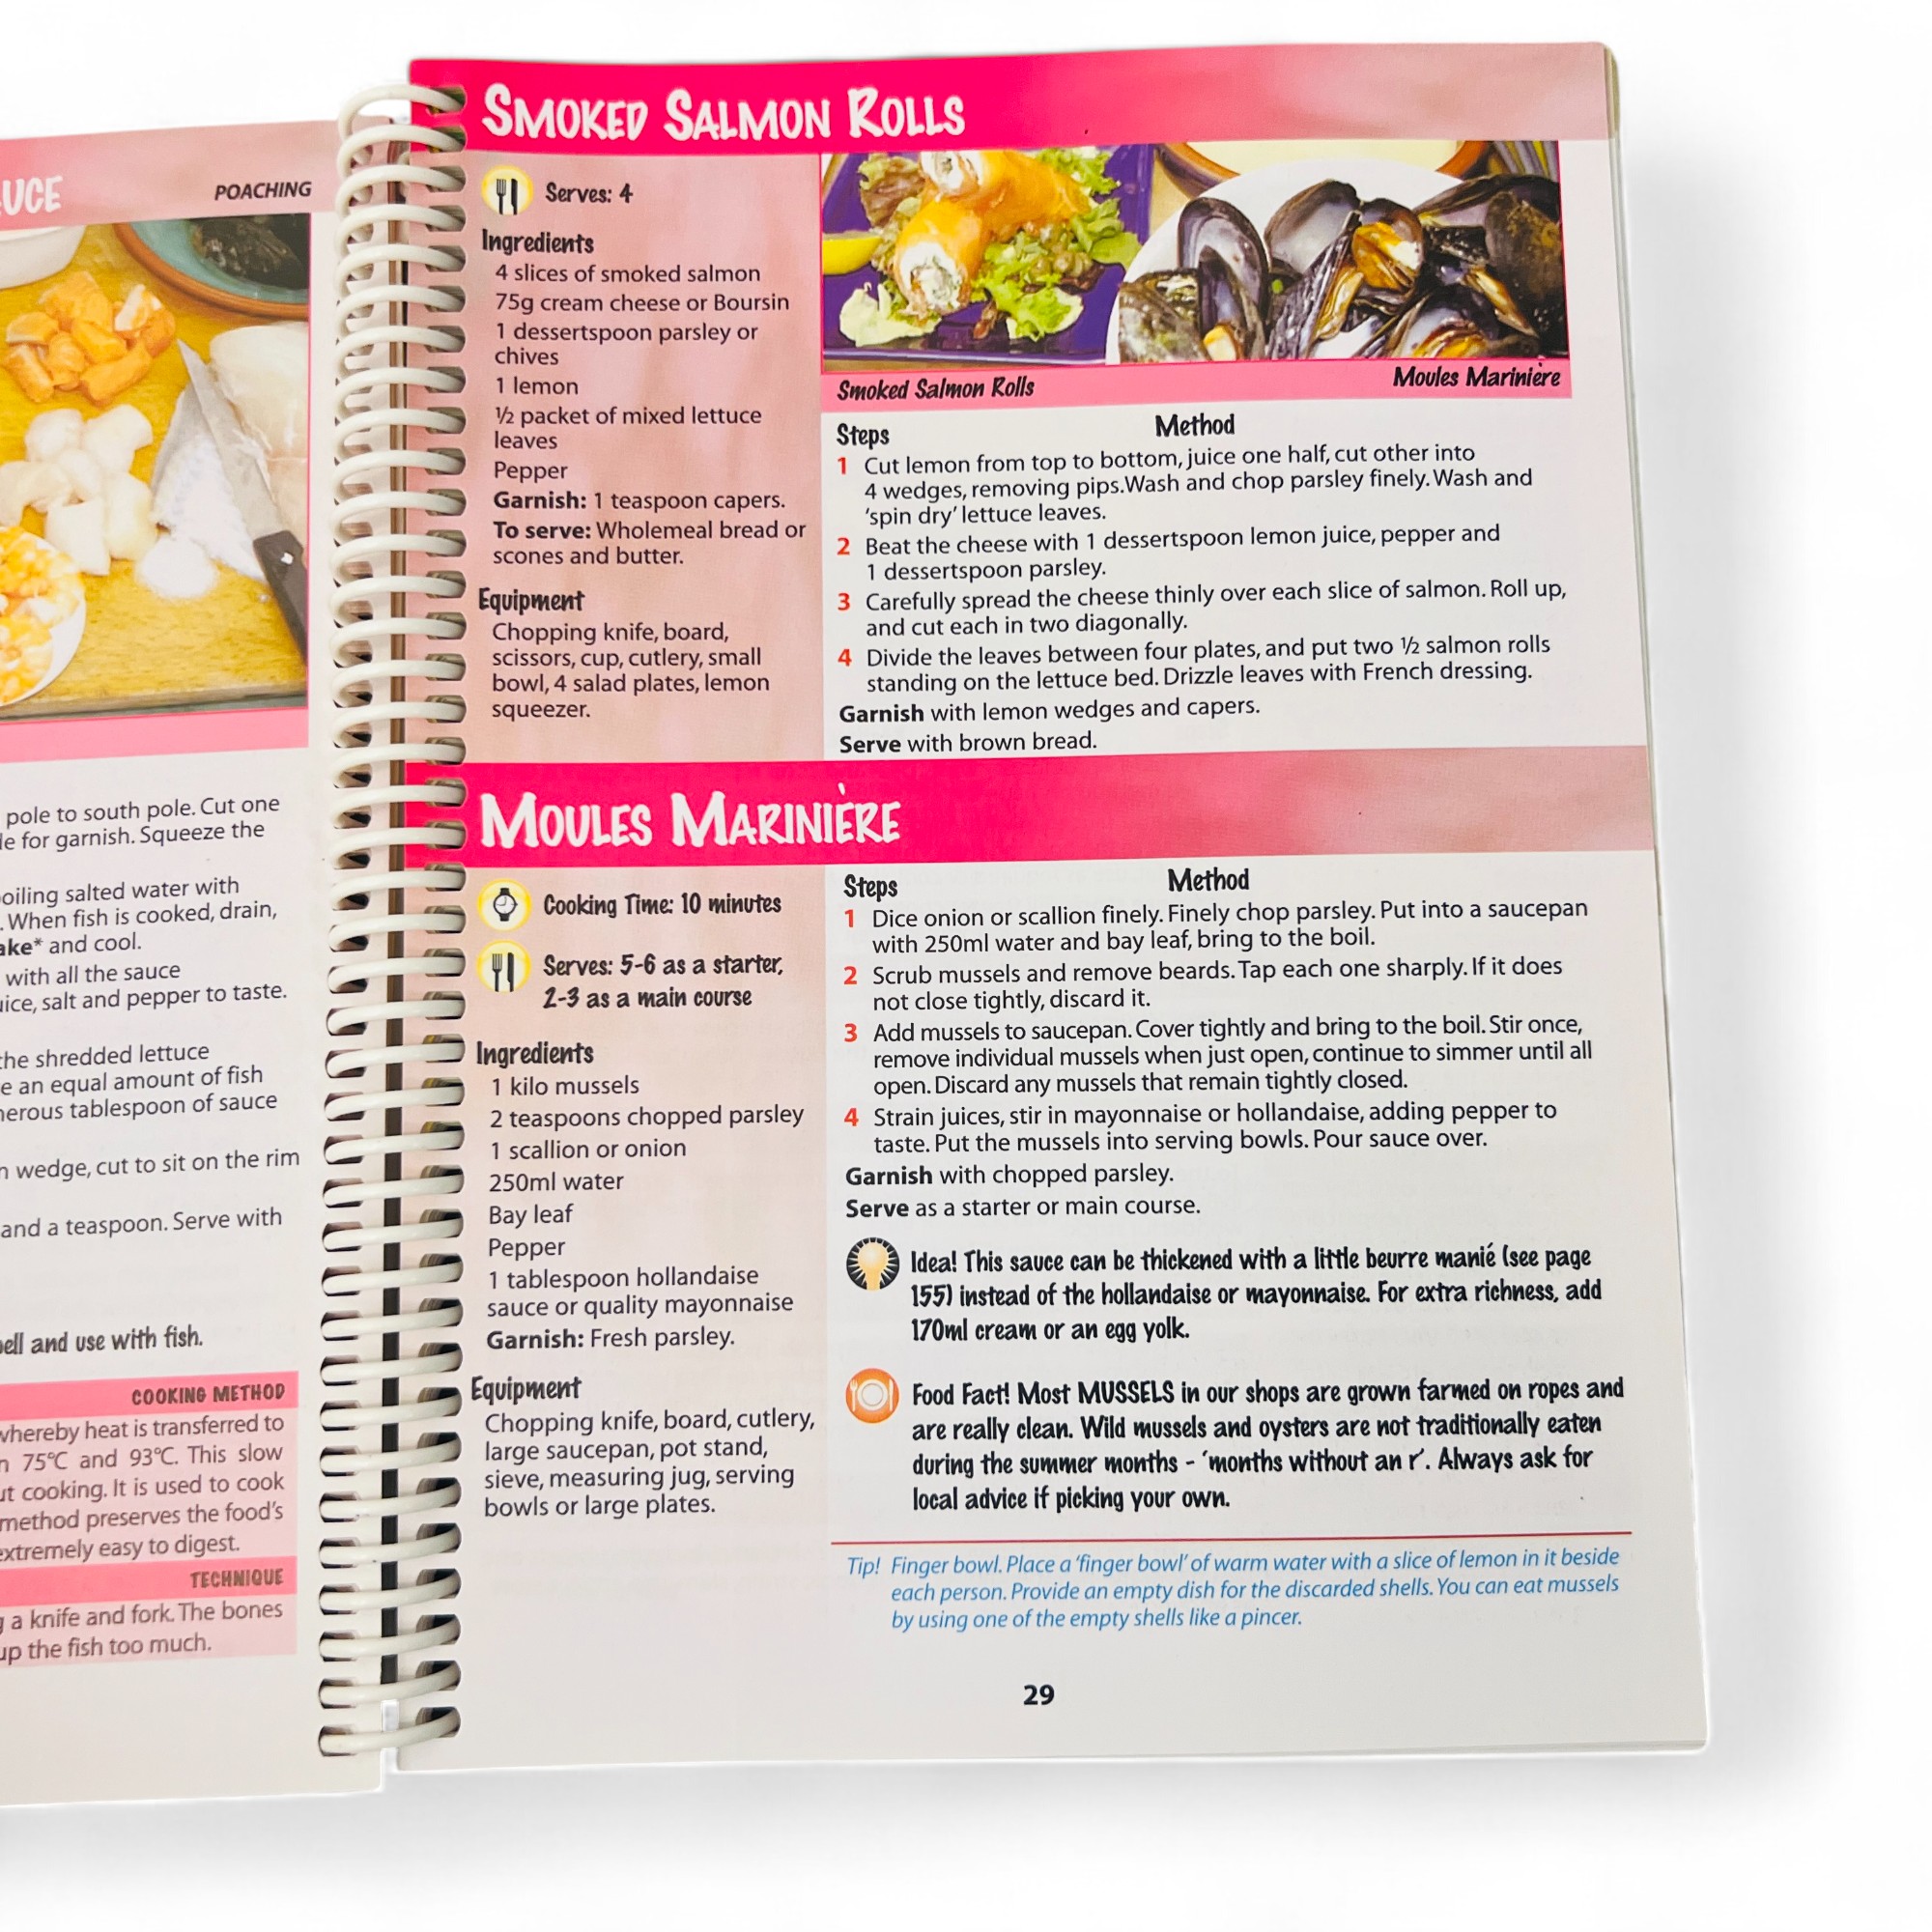 UCE
POACHING
pole to south pole. Cut one
le for garnish. Squeeze the
oiling salted water with
. When fish is cooked, drain,
ake* and cool.
with all the sauce
uice, salt and pepper to taste.
the shredded lettuce
e an equal amount of fish
nerous tablespoon of sauce
n wedge, cut to sit on the rim
and a teaspoon. Serve with
ell and use with fish.
COOKING METHOD
whereby heat is transferred to
n 75°C and 93°C. This slow
ut cooking. It is used to cook
method preserves the food's
extremely easy to digest.
TECHNIQUE
g a knife and fork. The bones
up the fish too much.
SMOKED SALMON ROLLS
Serves: 4
Ingredients
4 slices of smoked salmon
75g cream cheese or Boursin
1 dessertspoon parsley or
chives
1 lemon
½ packet of mixed lettuce
leaves
Pepper
Garnish: 1 teaspoon capers.
To serve: Wholemeal bread or
scones and butter.
Equipment
Chopping knife, board,
scissors, cup, cutlery, small
bowl, 4 salad plates, lemon
squeezer.
Smoked Salmon Rolls
Moules Marinière
Steps Method
1 Cut lemon from top to bottom, juice one half, cut other into
4 wedges, removing pips.Wash and chop parsley finely. Wash and
'spin dry' lettuce leaves.
2 Beat the cheese with 1 dessertspoon lemon juice, pepper and
1 dessertspoon parsley.
3 Carefully spread the cheese thinly over each slice of salmon. Roll up,
and cut each in two diagonally.
4 Divide the leaves between four plates, and put two ½ salmon rolls
standing on the lettuce bed. Drizzle leaves with French dressing.
Garnish with lemon wedges and capers.
Serve with brown bread.
MOULES MARINIÈRE
Cooking Time: 10 minutes
Serves: 5-6 as a starter,
2-3 as a main course
Ingredients
1 kilo mussels
2 teaspoons chopped parsley
1 scallion or onion
250ml water
Bay leaf
Pepper
1 tablespoon hollandaise
sauce or quality mayonnaise
Garnish: Fresh parsley.
Equipment
Chopping knife, board, cutlery,
large saucepan, pot stand,
sieve, measuring jug, serving
bowls or large plates.
Steps Method
1 Dice onion or scallion finely. Finely chop parsley. Put into a saucepan
with 250ml water and bay leaf, bring to the boil.
2 Scrub mussels and remove beards. Tap each one sharply. If it does
not close tightly, discard it.
3 Add mussels to saucepan. Cover tightly and bring to the boil. Stir once,
remove individual mussels when just open, continue to simmer until all
open. Discard any mussels that remain tightly closed.
4 Strain juices, stir in mayonnaise or hollandaise, adding pepper to
taste. Put the mussels into serving bowls. Pour sauce over.
Garnish with chopped parsley.
Serve as a starter or main course.
Idea! This sauce can be thickened with a little beurre manié (see page
155) instead of the hollandaise or mayonnaise. For extra richness, add
170ml cream or an egg yolk.
Food Fact! Most MUSSELS in our shops are grown farmed on ropes and
are really clean. Wild mussels and oysters are not traditionally eaten
during the summer months - 'months without an r'. Always ask for
local advice if picking your own.
Tip! Finger bowl. Place a 'finger bowl' of warm water with a slice of lemon in it beside
each person. Provide an empty dish for the discarded shells. You can eat mussels
by using one of the empty shells like a pincer.
29